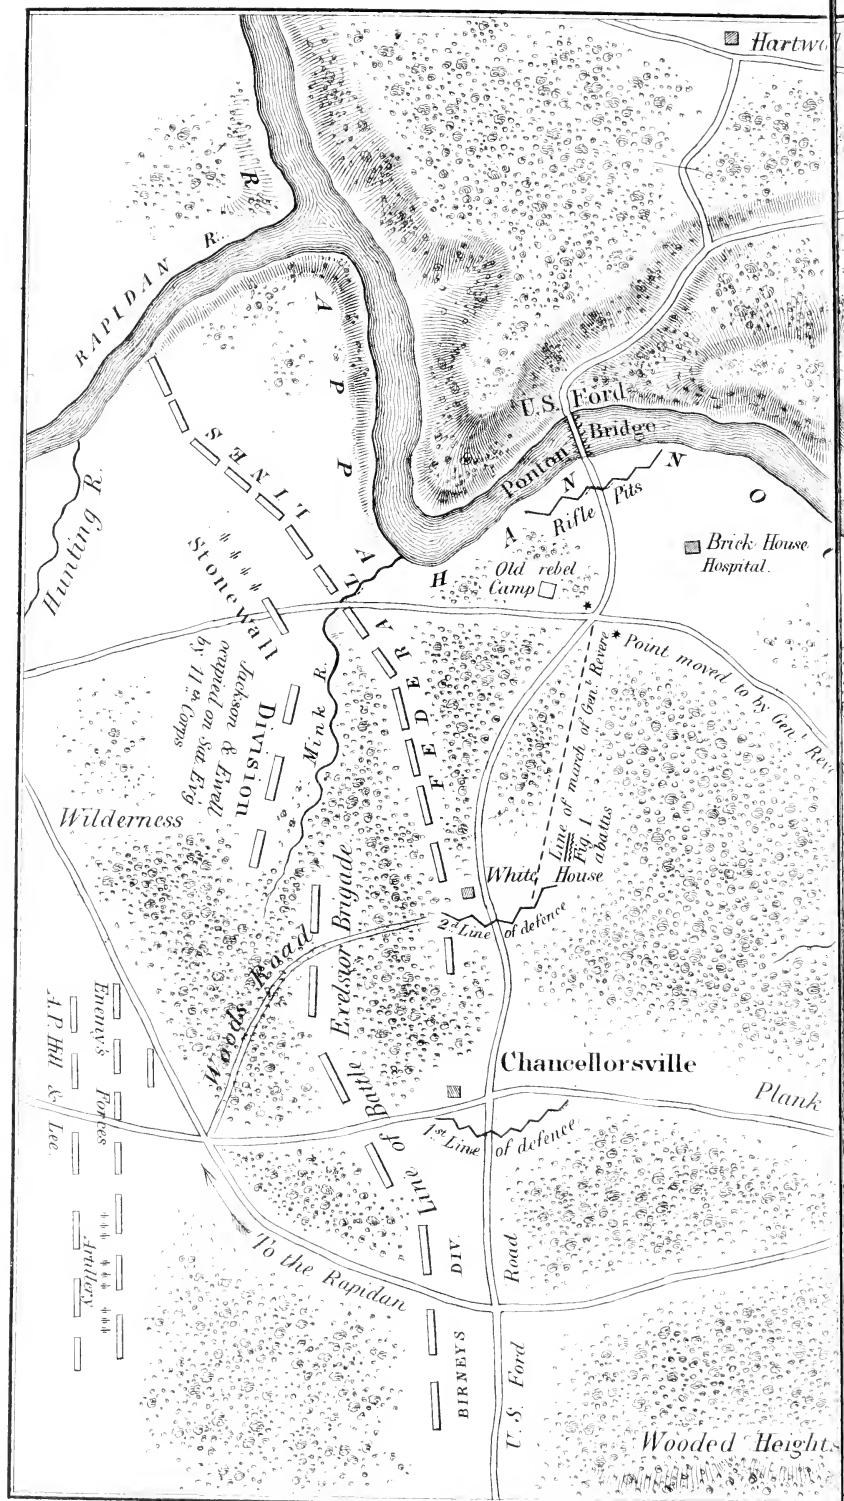 Hartwo
RAPIDAN R.
R A P P A H A N N O
U.S. Ford
Ponton Bridge
Rifle Pits
Brick House
Hospital.
Old rebel
Camp
Hunting R.
FEDERAL LINES
Stonewall
Division
Jackson & Ewell
occupied on Sat. Evg
by 11th Corps
Mink R.
Point moved to by Gen.l Reve
Line of march of Gen.l Revere
Fig. 1.
abattus
Wilderness
White House
2d Line of defence
Exelsior Brigade
Line of Battle
Woods Road
Enemys Forces
A.P. Hill & Lee
Artillery
Chancellorsville
Plank
1st Line of defence
To the Rapidan
BIRNEYS DIV
U.S. Ford Road
Wooded Heights